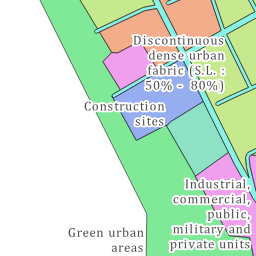 Discontinuous
dense urban
fabric (S.L. :
50% -  80%)
Construction
sites
Industrial,
commercial,
public,
military and
private units
Green urban
areas